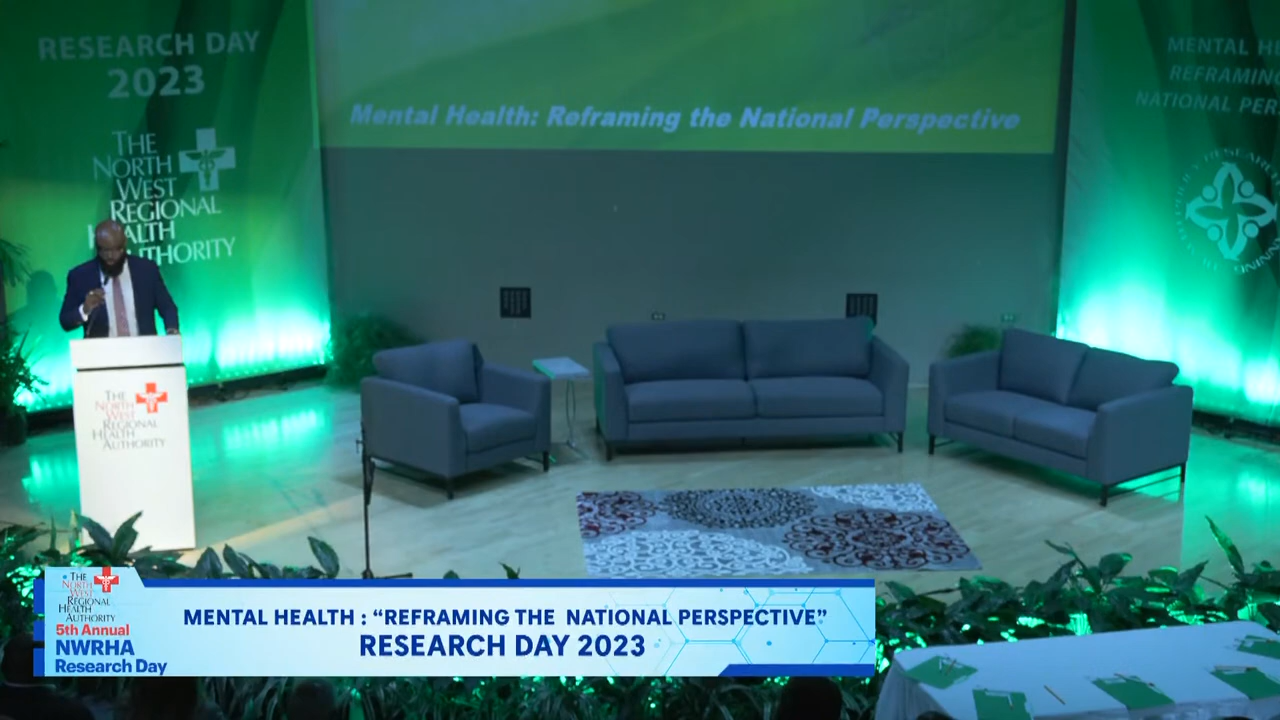 RESEARCH DAY
2023
THE
NORTH
WEST
REGIONAL
HEALTH
AUTHORITY
Mental Health: Reframing the National Perspective
MENTAL
REFRAMING
NATIONAL
THE
NORTH
WEST
REGIONAL
HEALTH
AUTHORITY
THE
NORTH
WEST
REGIONAL
HEALTH
AUTHORITY
5th Annual
NWRHA
Research Day
MENTAL HEALTH : “REFRAMING THE NATIONAL PERSPECTIVE”
RESEARCH DAY 2023